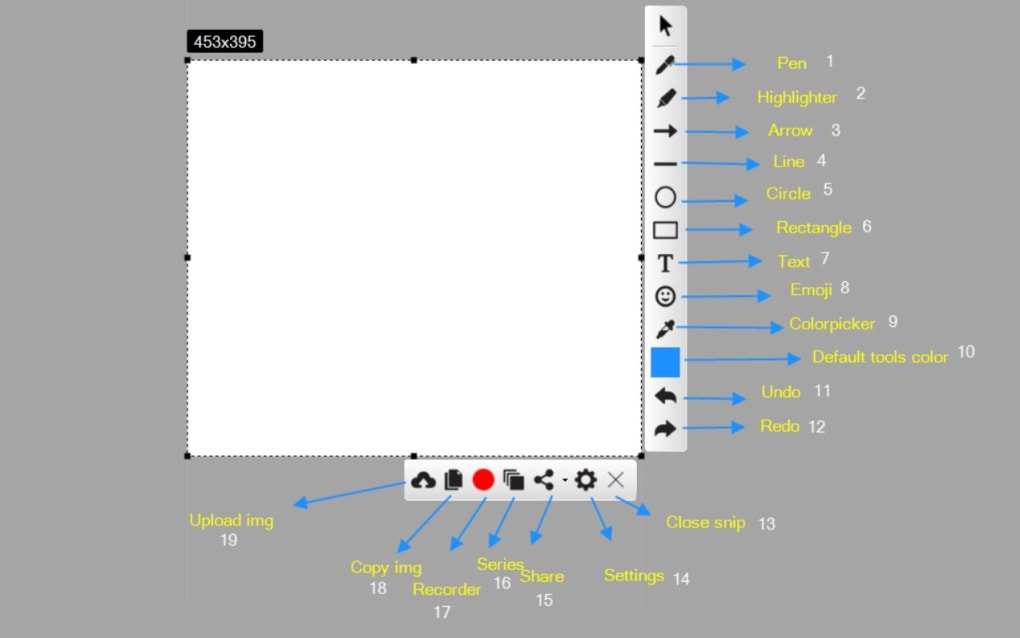 453x395
Pen 1
Highlighter 2
Arrow 3
Line 4
Circle 5
Rectangle 6
T
Text 7
Emoji 8
Colorpicker 9
Default tools color 10
Undo 11
Redo 12
Close snip 13
Settings 14
Share
15
Series
16
Recorder
17
Copy img
18
Upload img
19